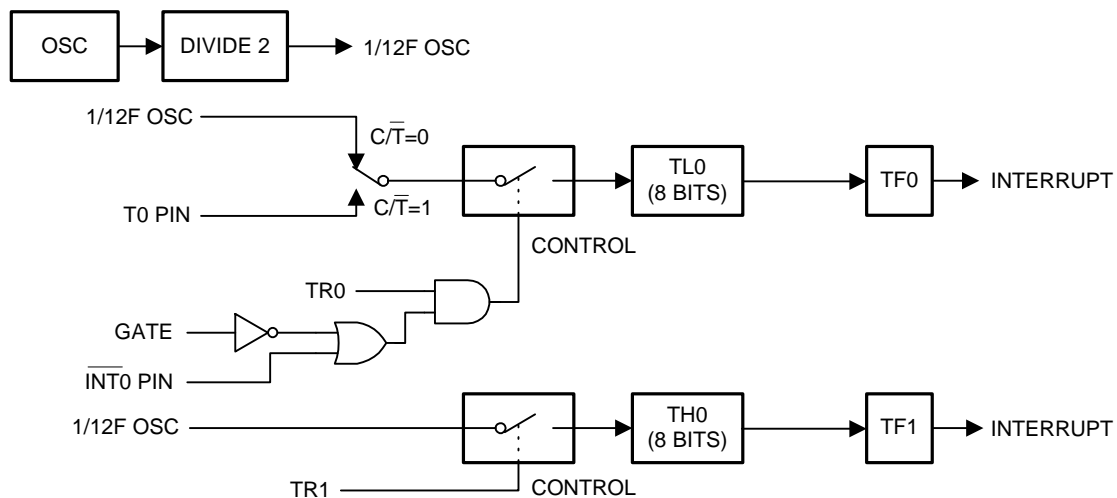 OSC
DIVIDE 2
1/12F OSC
1/12F OSC
C/T̅=0
T0 PIN
C/T̅=1
TL0
(8 BITS)
TF0
INTERRUPT
CONTROL
TR0
GATE
I̅N̅T̅0̅ PIN
1/12F OSC
TH0
(8 BITS)
TF1
INTERRUPT
TR1
CONTROL